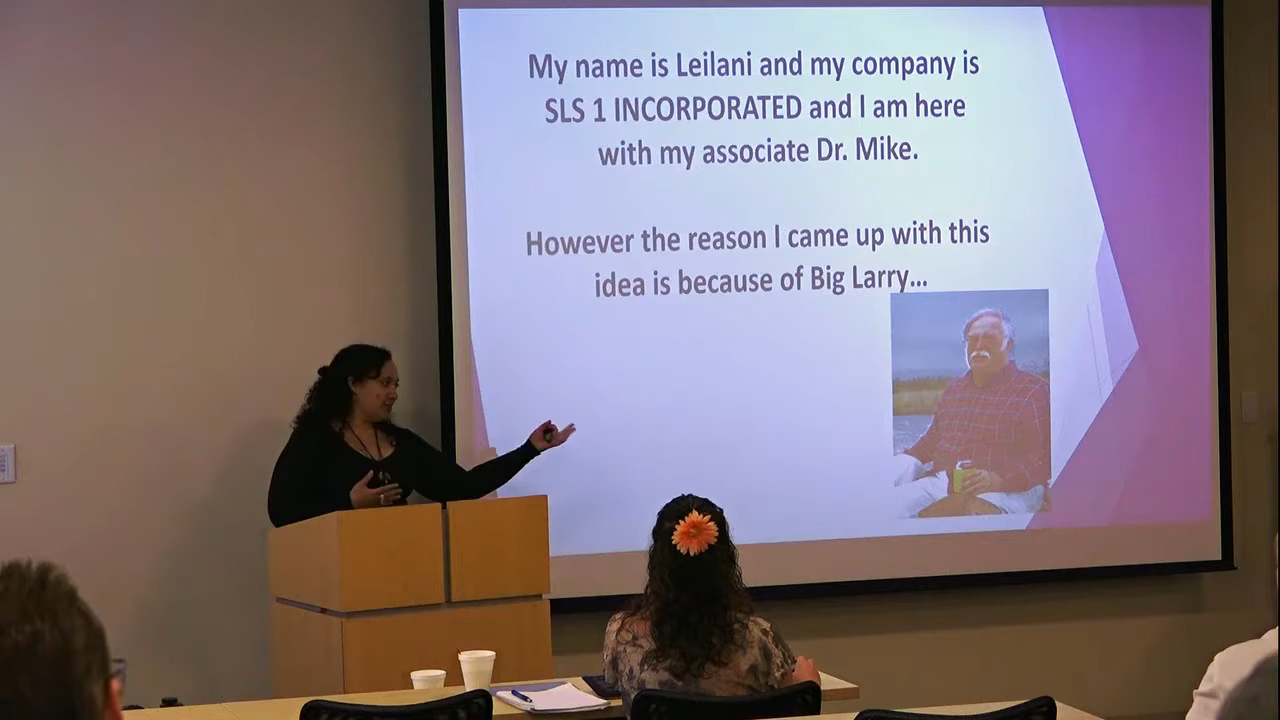 My name is Leilani and my company is
SLS 1 INCORPORATED and I am here
with my associate Dr. Mike.
However the reason I came up with this
idea is because of Big Larry...